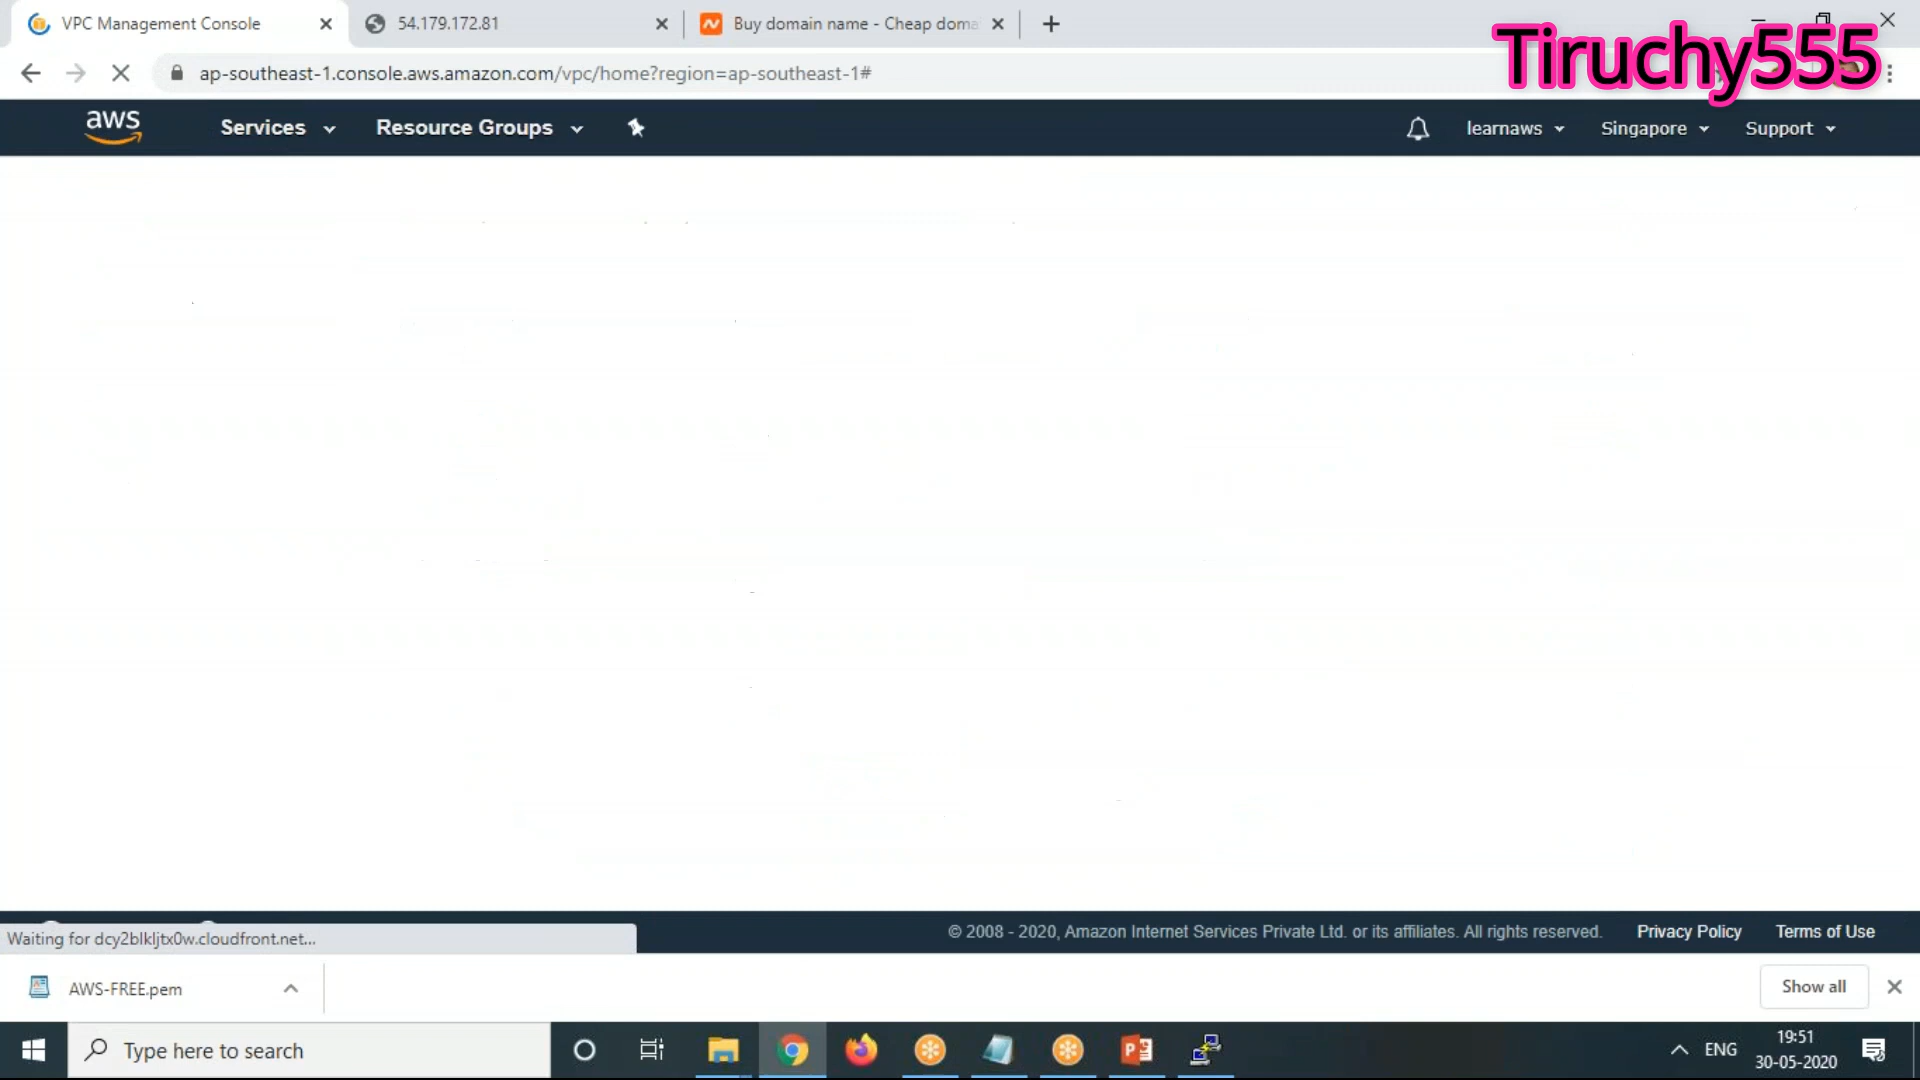 VPC Management Console
54.179.172.81
Buy domain name - Cheap doma
Tiruchy555
ap-southeast-1.console.aws.amazon.com/vpc/home?region=ap-southeast-1#
aws
Services
Resource Groups
learnaws
Singapore
Support
Waiting for dcy2blkljtx0w.cloudfront.net...
© 2008 - 2020, Amazon Internet Services Private Ltd. or its affiliates. All rights reserved.
Privacy Policy
Terms of Use
AWS-FREE.pem
Show all
Type here to search
ENG
19:51
30-05-2020